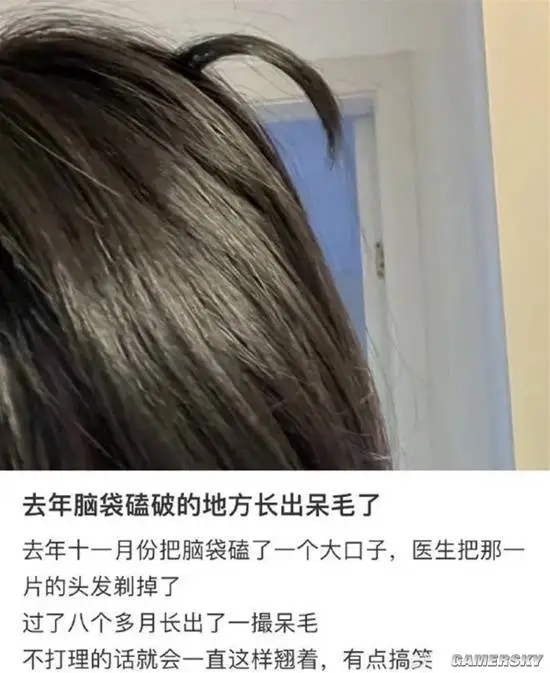 去年脑袋磕破的地方长出呆毛了
去年十一月份把脑袋磕了一个大口子，医生把那一
片的头发剃掉了
过了八个多月长出了一撮呆毛
不打理的话就会一直这样翘着，有点搞笑
GAMERSKY